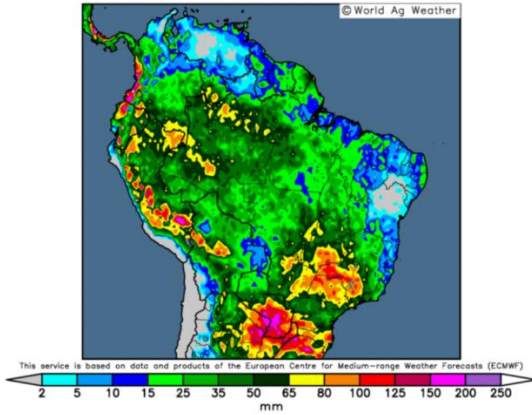 © World Ag Weather
This service is based on data and products of the European Centre for Medium-range Weather Forecasts (ECMWF)
2 5 10 15 25 35 50 65 80 100 125 150 200 250
mm